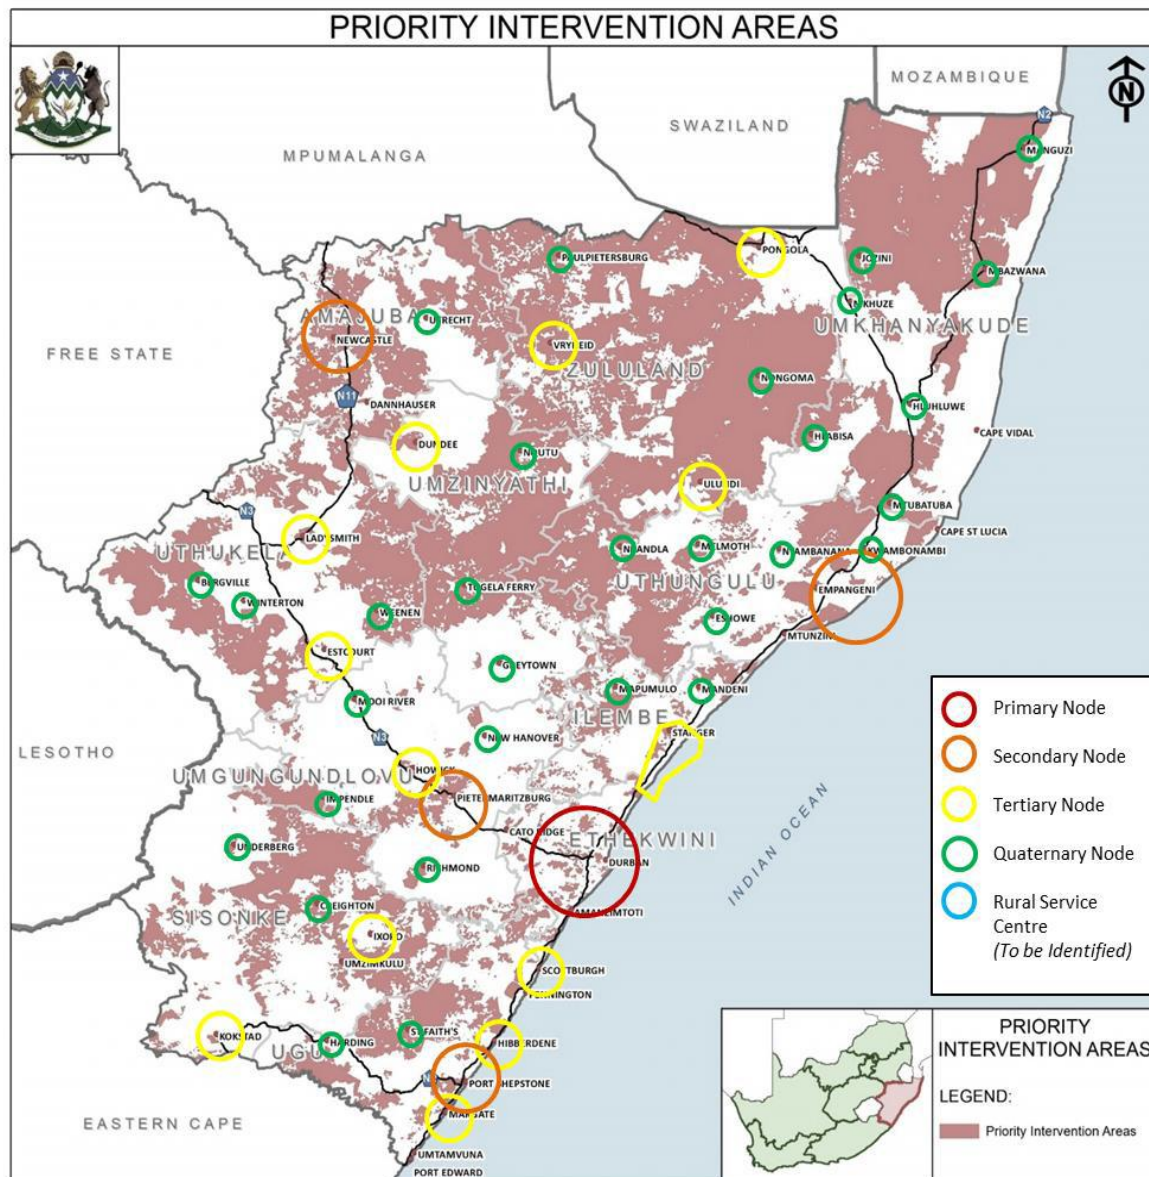 PRIORITY INTERVENTION AREAS
MOZAMBIQUE
N
SWAZILAND
N2
MPUMALANGA
MANGUZI
PONGOLA
PAULPIETERSBURG
JOZINI
MBAZWANA
MKHUZE
AMAJUBA
UTRECHT
UMKHANYAKUDE
NEWCASTLE
VRYHEID
FREE STATE
ZULULAND
NONGOMA
N11
DANNHAUSER
HLUHLUWE
CAPE VIDAL
HLABISA
DUNDEE
NQUTU
UMZINYATHI
ULUNDI
MTUBATUBA
N3
CAPE ST LUCIA
LADYSMITH
UTHUKELA
NKANDLA
MELMOTH
NTAMBANANA
KWAMBONAMBI
BERGVILLE
UTHUNGULU
TUGELA FERRY
EMPANGENI
WINTERTON
WEENEN
ESHOWE
MTUNZINI
ESTCOURT
GREYTOWN
MAPUMULO
MANDENI
MOOI RIVER
ILEMBE
STANGER
N3
NEW HANOVER
LESOTHO
HOWICK
UMGUNGUNDLOVU
PIETERMARITZBURG
IMPENDLE
CATO RIDGE
ETHEKWINI
UNDERBERG
DURBAN
RICHMOND
INDIAN OCEAN
CREIGHTON
AMANZIMTOTI
SISONKE
IXOPO
UMZIMKULU
SCOTTBURGH
PENNINGTON
ST FAITH'S
KOKSTAD
HARDING
HIBBERDENE
UGU
PORT SHEPSTONE
MARGATE
EASTERN CAPE
UMTAMVUNA
PORT EDWARD
Primary Node
Secondary Node
Tertiary Node
Quaternary Node
Rural Service
Centre
(To be Identified)
PRIORITY
INTERVENTION AREAS
LEGEND:
Priority Intervention Areas